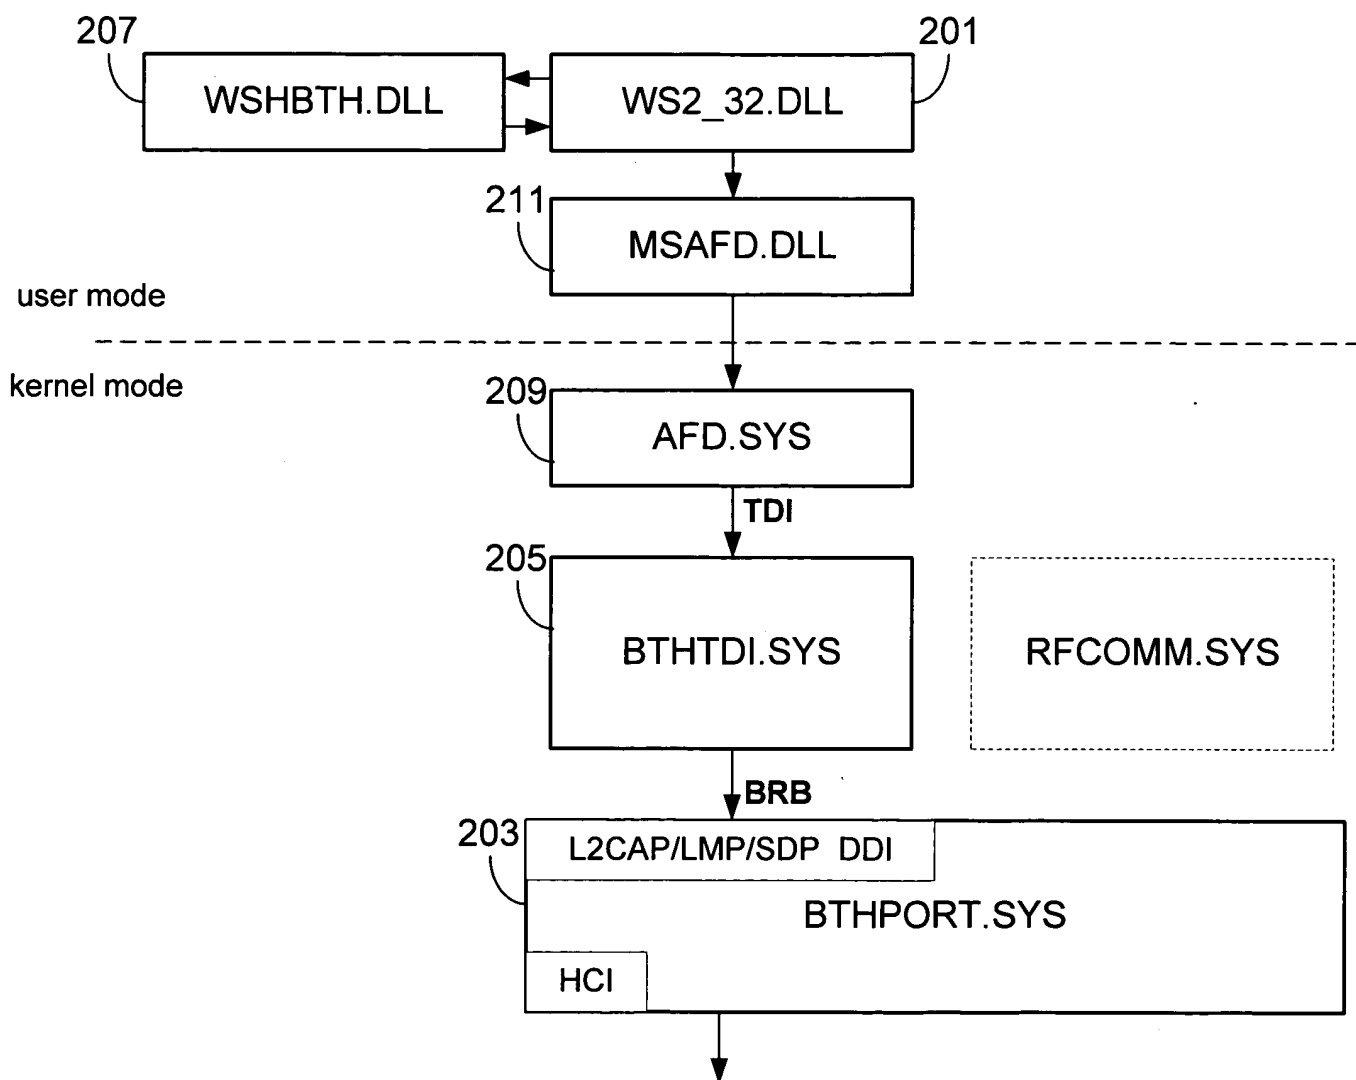 207
201
WSHBTH.DLL
WS2_32.DLL
211
MSAFD.DLL
user mode
kernel mode
209
AFD.SYS
TDI
205
BTHTDI.SYS
RFCOMM.SYS
BRB
203
L2CAP/LMP/SDP DDI
BTHPORT.SYS
HCI